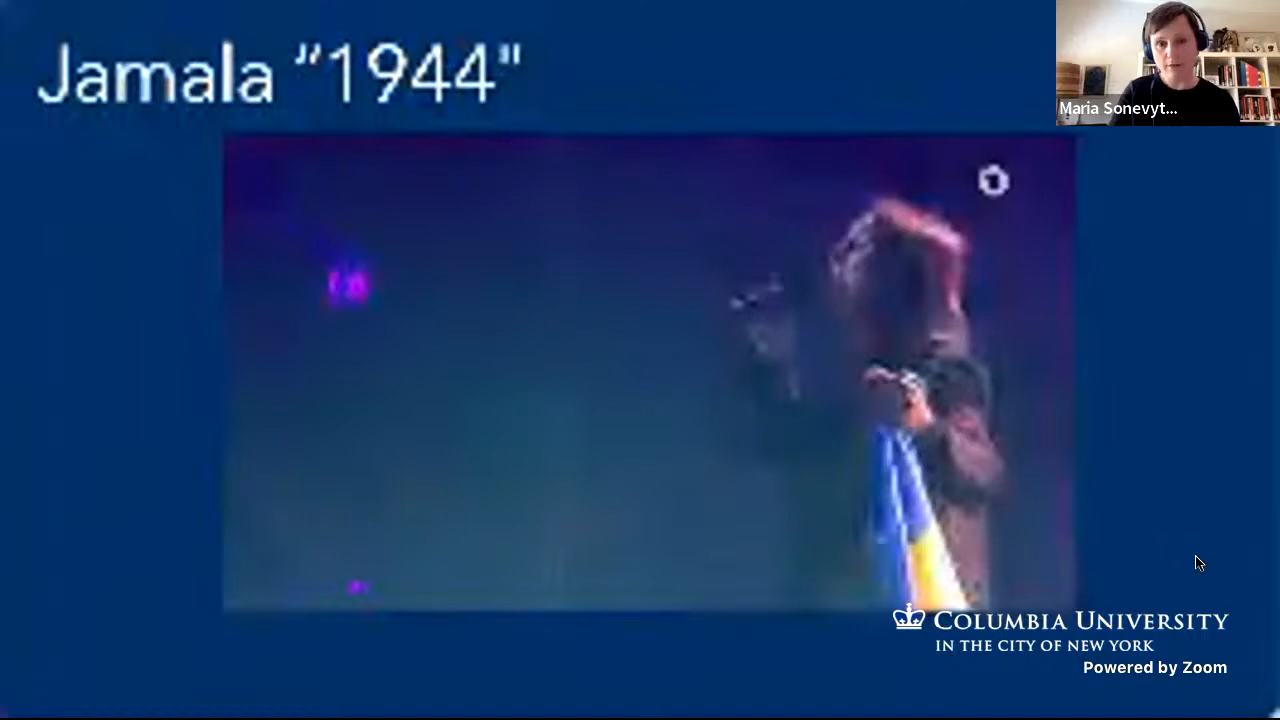 Jamala "1944"
Maria Sonevyt...
COLUMBIA UNIVERSITY
IN THE CITY OF NEW YORK
Powered by Zoom